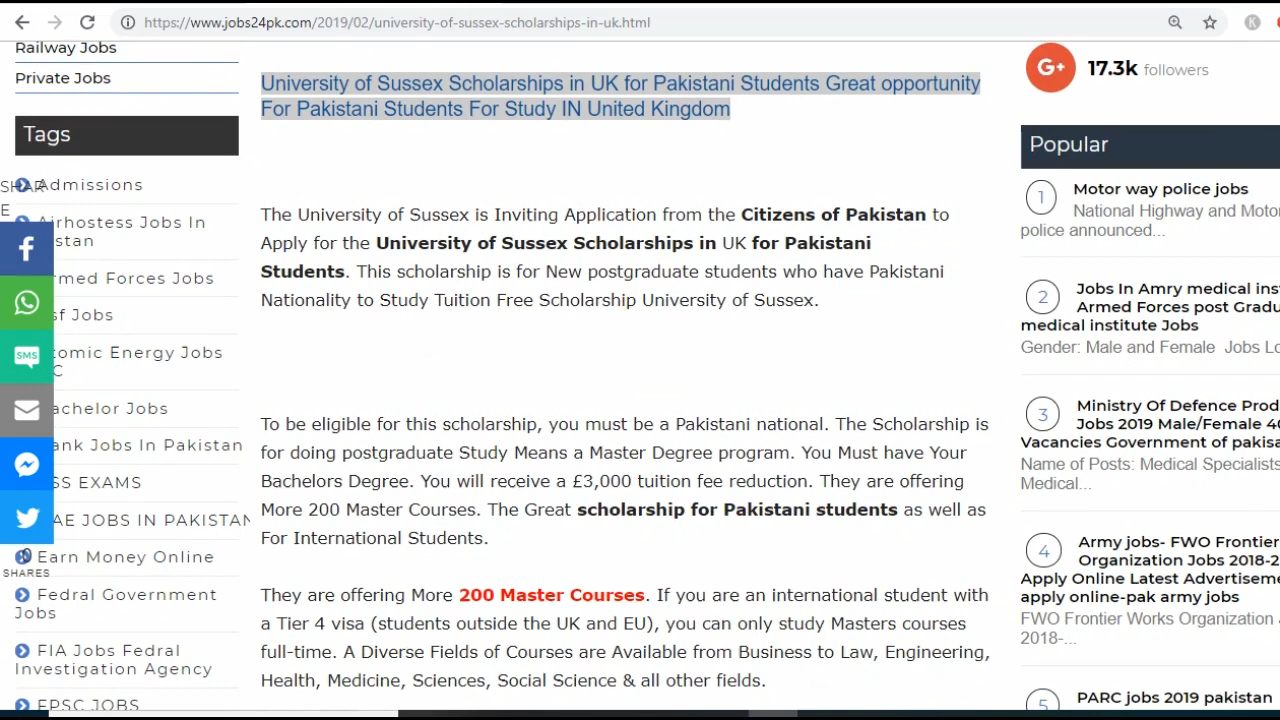 https://www.jobs24pk.com/2019/02/university-of-sussex-scholarships-in-uk.html
Railway Jobs
Private Jobs
Tags
Admissions
Airhostess Jobs In
Armed Forces Jobs
Jobs
Atomic Energy Jobs
Bachelor Jobs
Bank Jobs In Pakistan
EXAMS
JOBS IN PAKISTAN
Earn Money Online
Fedral Government
Jobs
FIA Jobs Fedral
Investigation Agency
FPSC JOBS
SHAR
E
SMS
0
SHARES
University of Sussex Scholarships in UK for Pakistani Students Great opportunity
For Pakistani Students For Study IN United Kingdom
The University of Sussex is Inviting Application from the Citizens of Pakistan to
Apply for the University of Sussex Scholarships in UK for Pakistani
Students. This scholarship is for New postgraduate students who have Pakistani
Nationality to Study Tuition Free Scholarship University of Sussex.
To be eligible for this scholarship, you must be a Pakistani national. The Scholarship is
for doing postgraduate Study Means a Master Degree program. You Must have Your
Bachelors Degree. You will receive a £3,000 tuition fee reduction. They are offering
More 200 Master Courses. The Great scholarship for Pakistani students as well as
For International Students.
They are offering More 200 Master Courses. If you are an international student with
a Tier 4 visa (students outside the UK and EU), you can only study Masters courses
full-time. A Diverse Fields of Courses are Available from Business to Law, Engineering,
Health, Medicine, Sciences, Social Science & all other fields.
G+ 17.3k followers
Popular
1 Motor way police jobs
National Highway and Motor
police announced...
2 Jobs In Amry medical
Armed Forces post
medical institute Jobs
Gender: Male and Female Jobs
3 Ministry Of Defence
Jobs 2019 Male/Female
Vacancies Government of
Name of Posts: Medical Specialists
Medical...
4 Army jobs- FWO Frontier
Organization Jobs
Apply Online Latest
apply online-pak army jobs
FWO Frontier Works Organization
2018-...
5 PARC jobs 2019 pakistan